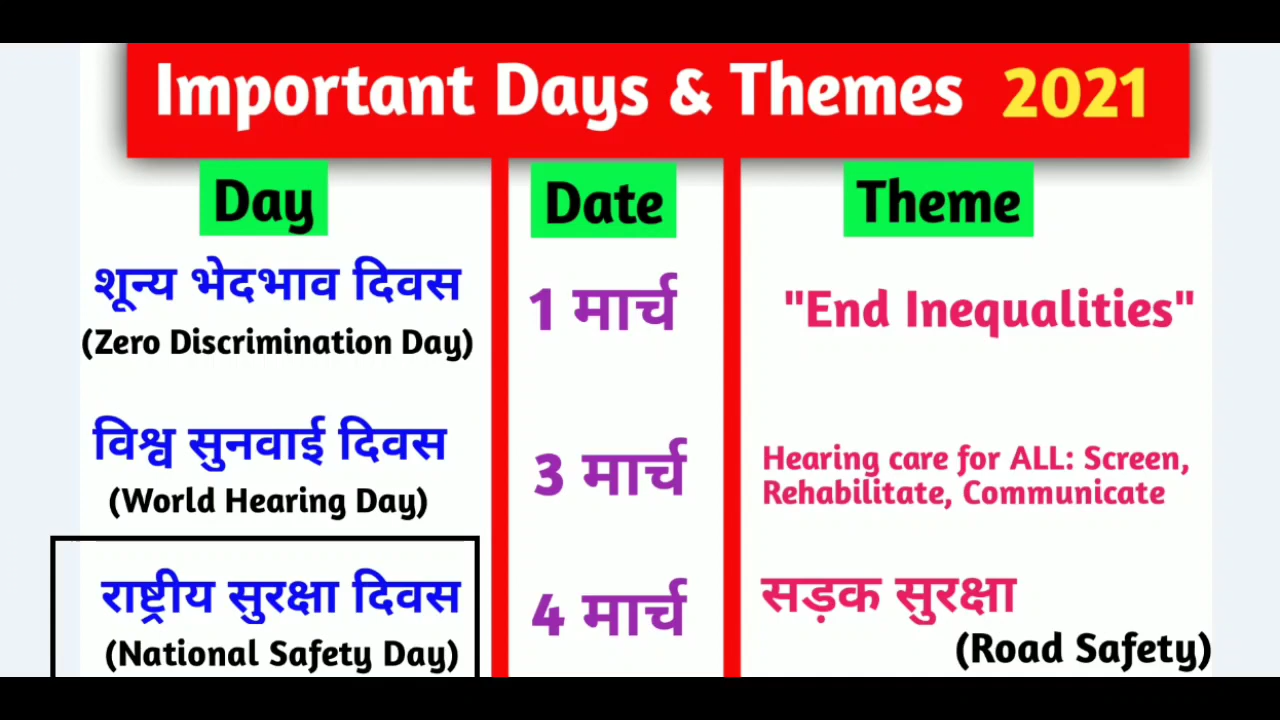 Important Days & Themes 2021
Day Date Theme
शून्य भेदभाव दिवस
(Zero Discrimination Day)
1 मार्च
"End Inequalities"
विश्व सुनवाई दिवस
(World Hearing Day)
3 मार्च
Hearing care for ALL: Screen,
Rehabilitate, Communicate
राष्ट्रीय सुरक्षा दिवस
(National Safety Day)
4 मार्च
सड़क सुरक्षा
(Road Safety)